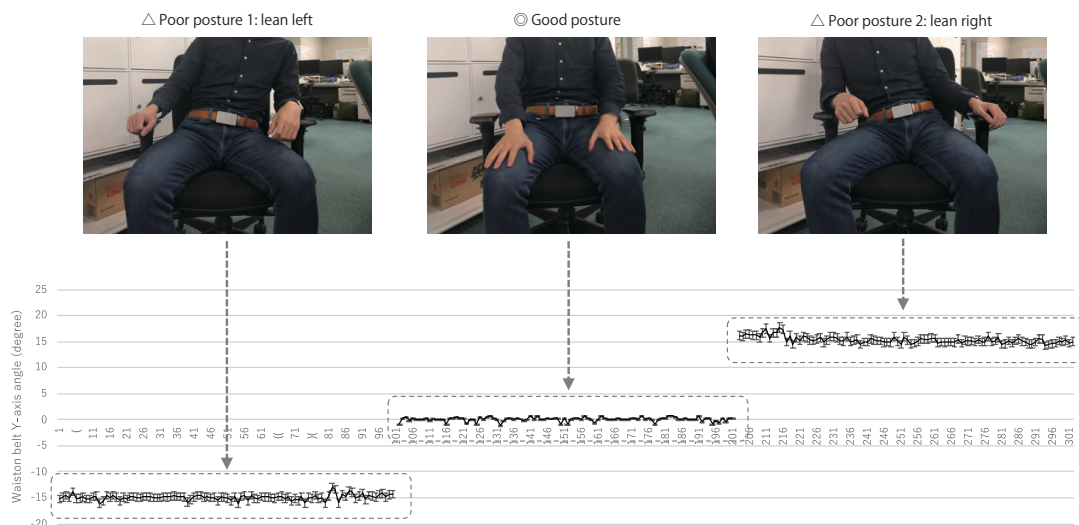 △ Poor posture 1: lean left
◎ Good posture
△ Poor posture 2: lean right
Waiston belt Y-axis angle (degree)
25
20
15
10
5
0
-5
-10
-15
-20
1 11 16 21 26 31 36 41 46 61 71 81 86 91 96 101 106 111 116 121 126 131 136 141 146 151 156 161 166 171 176 181 186 191 196 201 206 211 216 221 226 231 236 241 246 251 256 261 266 271 276 281 286 291 296 301